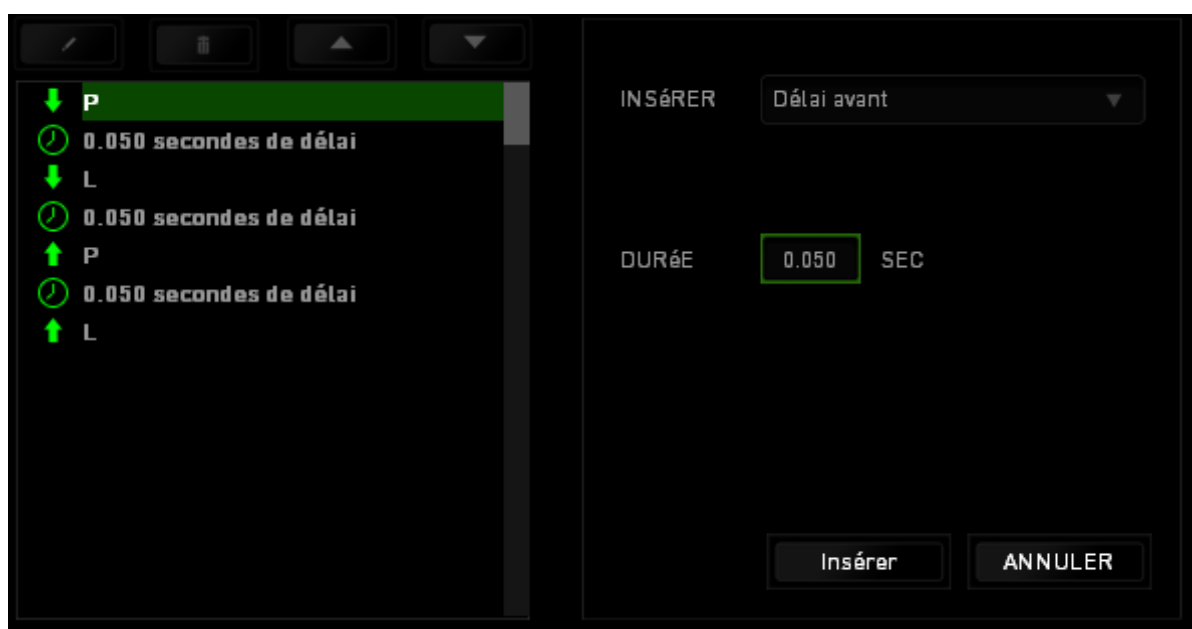 P
0.050 secondes de délai
L
0.050 secondes de délai
P
0.050 secondes de délai
L
INSéRER Délai avant
DURéE 0.050 SEC
Insérer ANNULER